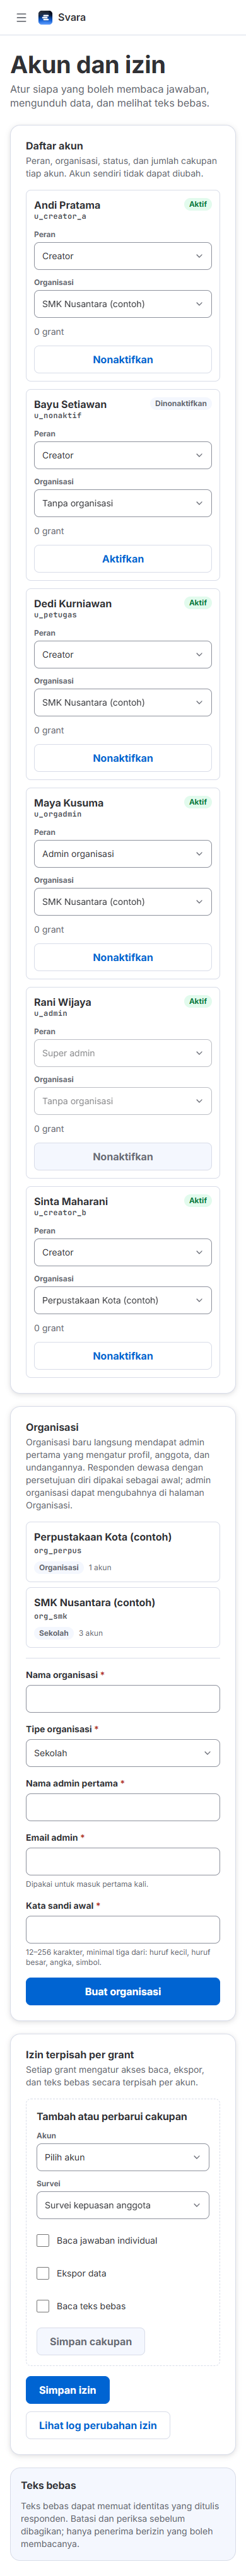 Svara
Akun dan izin
Atur siapa yang boleh membaca jawaban,
mengunduh data, dan melihat teks bebas.
Daftar akun
Peran, organisasi, status, dan jumlah cakupan
tiap akun. Akun sendiri tidak dapat diubah.
Andi Pratama
Aktif
u_creator_a
Peran
Creator
Organisasi
SMK Nusantara (contoh)
0 grant
Nonaktifkan
Bayu Setiawan
Dinonaktifkan
u_nonaktif
Peran
Creator
Organisasi
Tanpa organisasi
0 grant
Aktifkan
Dedi Kurniawan
Aktif
u_petugas
Peran
Creator
Organisasi
SMK Nusantara (contoh)
0 grant
Nonaktifkan
Maya Kusuma
Aktif
u_orgadmin
Peran
Admin organisasi
Organisasi
SMK Nusantara (contoh)
0 grant
Nonaktifkan
Rani Wijaya
Aktif
u_admin
Peran
Super admin
Organisasi
Tanpa organisasi
0 grant
Nonaktifkan
Sinta Maharani
Aktif
u_creator_b
Peran
Creator
Organisasi
Perpustakaan Kota (contoh)
0 grant
Nonaktifkan
Organisasi
Organisasi baru langsung mendapat admin
pertama yang mengatur profil, anggota, dan
undangannya. Responden dewasa dengan
persetujuan diri dipakai sebagai awal; admin
organisasi dapat mengubahnya di halaman
Organisasi.
Perpustakaan Kota (contoh)
org_perpus
Organisasi 1 akun
SMK Nusantara (contoh)
org_smk
Sekolah 3 akun
Nama organisasi *
Tipe organisasi *
Sekolah
Nama admin pertama *
Email admin *
Dipakai untuk masuk pertama kali.
Kata sandi awal *
12–256 karakter, minimal tiga dari: huruf kecil, huruf
besar, angka, simbol.
Buat organisasi
Izin terpisah per grant
Setiap grant mengatur akses baca, ekspor,
dan teks bebas secara terpisah per akun.
Tambah atau perbarui cakupan
Akun
Pilih akun
Survei
Survei kepuasan anggota
Baca jawaban individual
Ekspor data
Baca teks bebas
Simpan cakupan
Simpan izin
Lihat log perubahan izin
Teks bebas
Teks bebas dapat memuat identitas yang ditulis
responden. Batasi dan periksa sebelum
dibagikan; hanya penerima berizin yang boleh
membacanya.